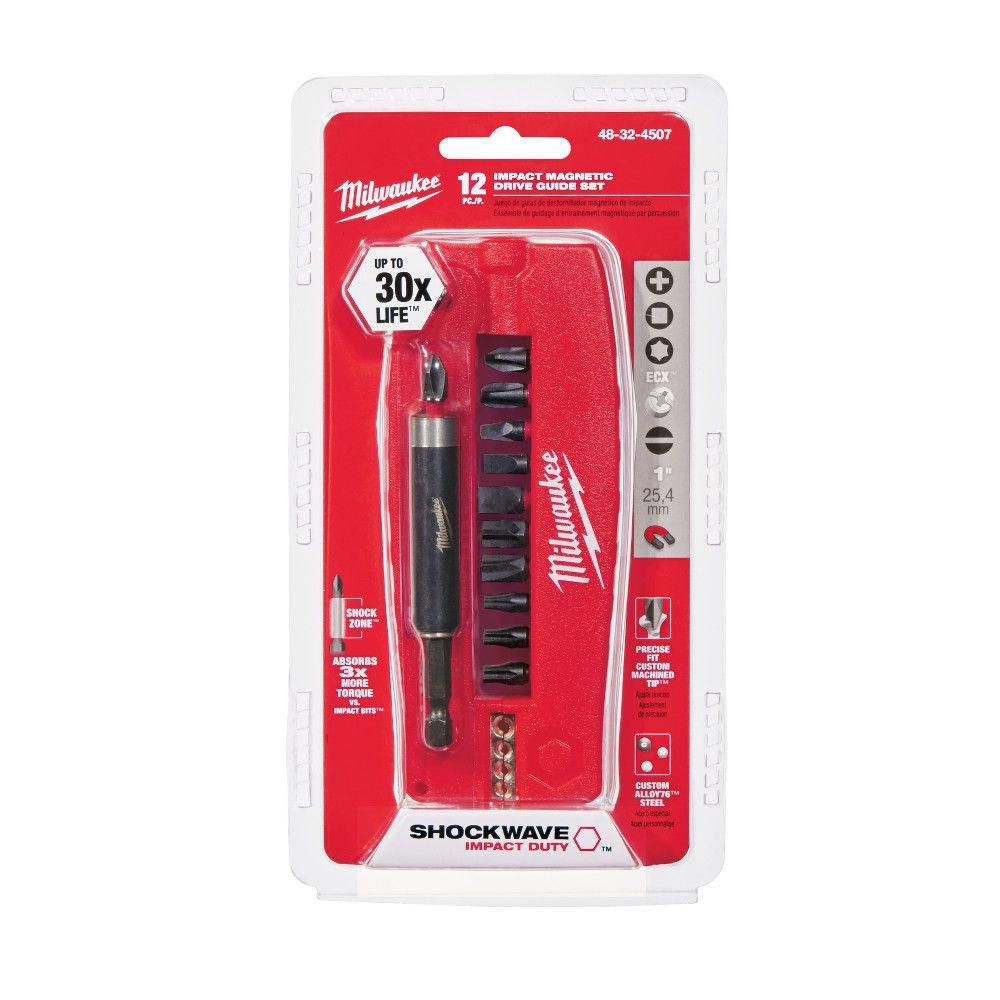 48-32-4507
Milwaukee
12
PC./P.
IMPACT MAGNETIC
DRIVE GUIDE SET
Juego de guías de destornillador magnético de impacto
Ensemble de guidage d'entraînement magnétique par percussion
UP TO
30x
LIFE™
ECX™
1"
25,4
mm
Milwaukee
Milwaukee
SHOCK
ZONE™
ABSORBS
3x
MORE
TORQUE
vs.
IMPACT BITS™
PRECISE
FIT
CUSTOM
MACHINED
TIP™
Ajuste preciso
Ajustement
de précision
CUSTOM
ALLOY76™
STEEL
Acero especial
Acier personnalisé
SHOCKWAVE
IMPACT DUTY ™